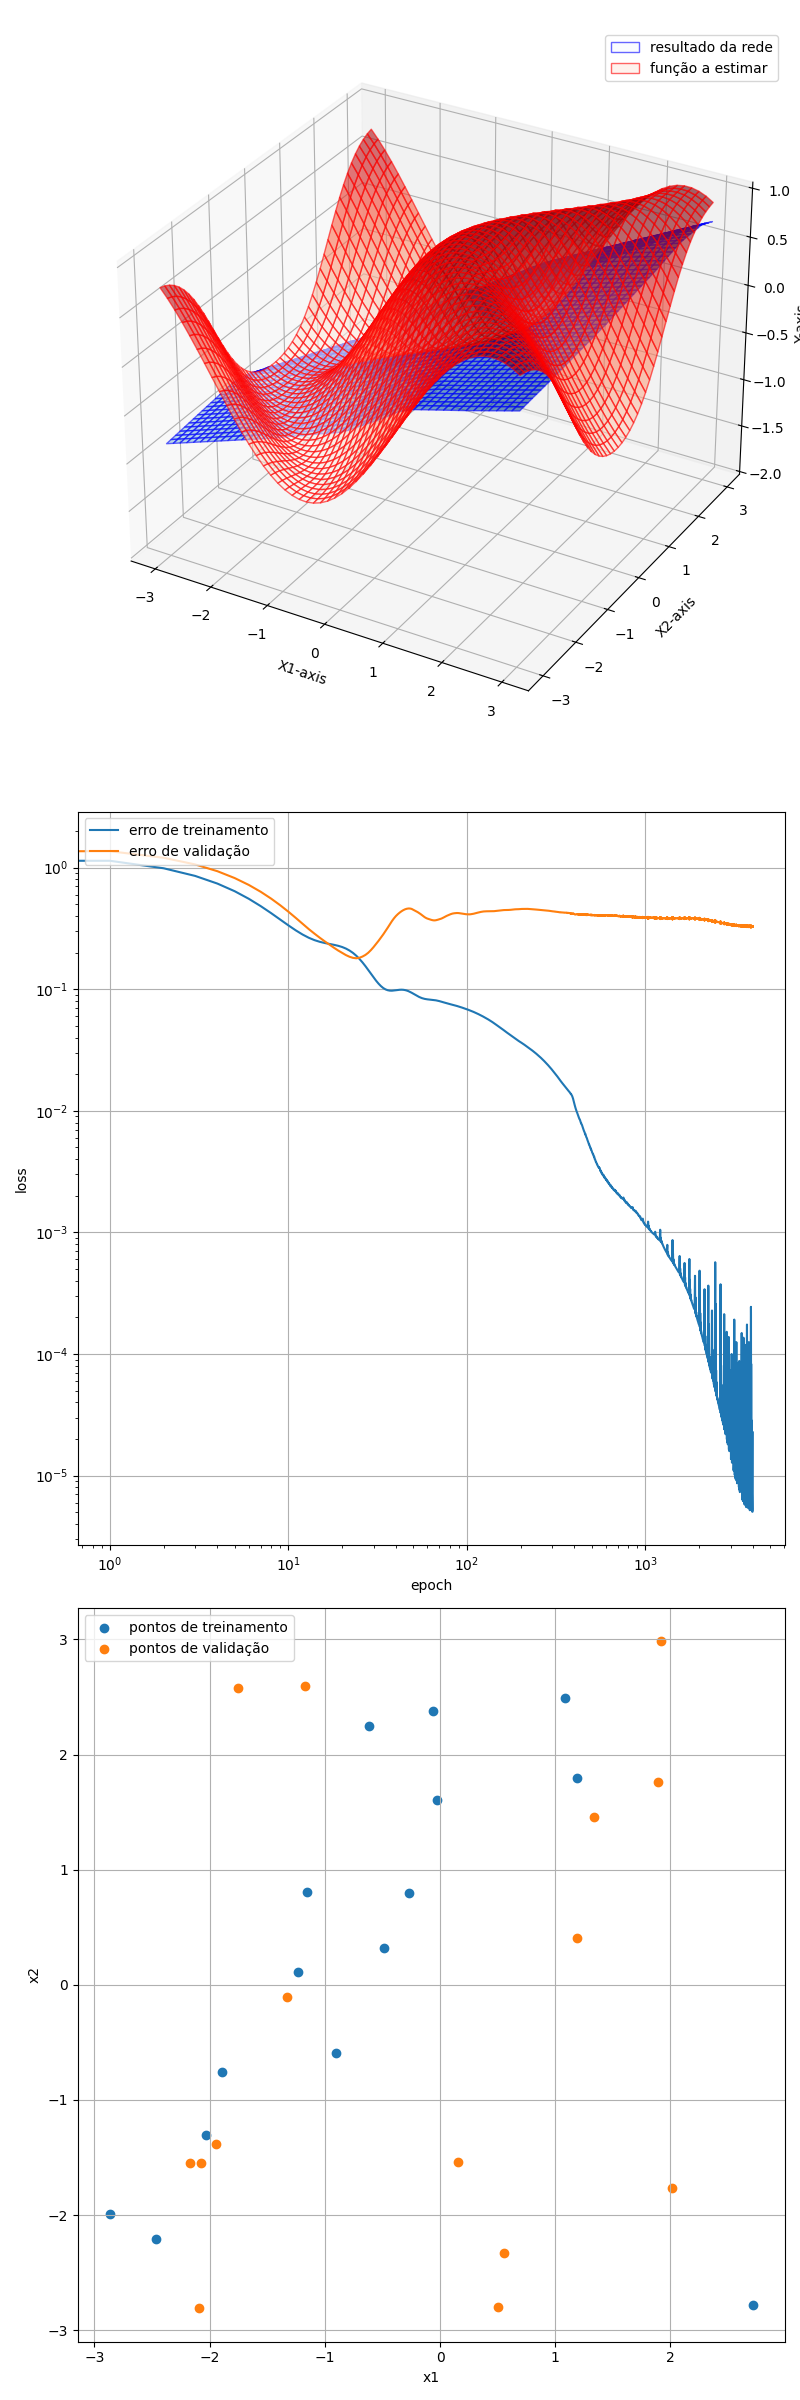 resultado da rede
função a estimar
1.0
0.5
0.0
−0.5
−1.0
−1.5
−2.0
3
2
1
0
−1
−2
−3
X2-axis
−3
−2
−1
0
1
2
3
X1-axis
erro de treinamento
erro de validação
10⁰
10⁻¹
10⁻²
10⁻³
10⁻⁴
10⁻⁵
loss
10⁰ 10¹ 10² 10³
epoch
pontos de treinamento
pontos de validação
3
2
1
0
−1
−2
−3
x2
−3 −2 −1 0 1 2
x1